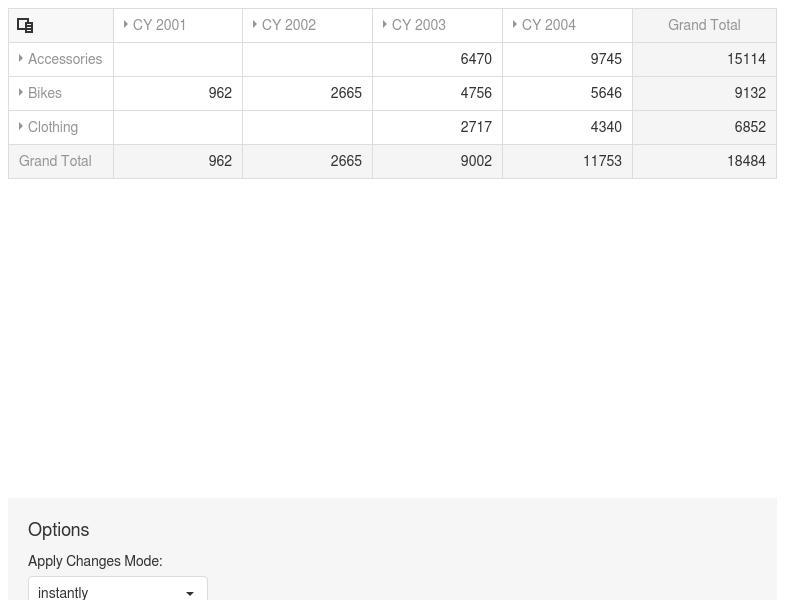 CY 2001 CY 2002 CY 2003 CY 2004 Grand Total
Accessories 6470 9745 15114
Bikes 962 2665 4756 5646 9132
Clothing 2717 4340 6852
Grand Total 962 2665 9002 11753 18484
Options
Apply Changes Mode:
instantly